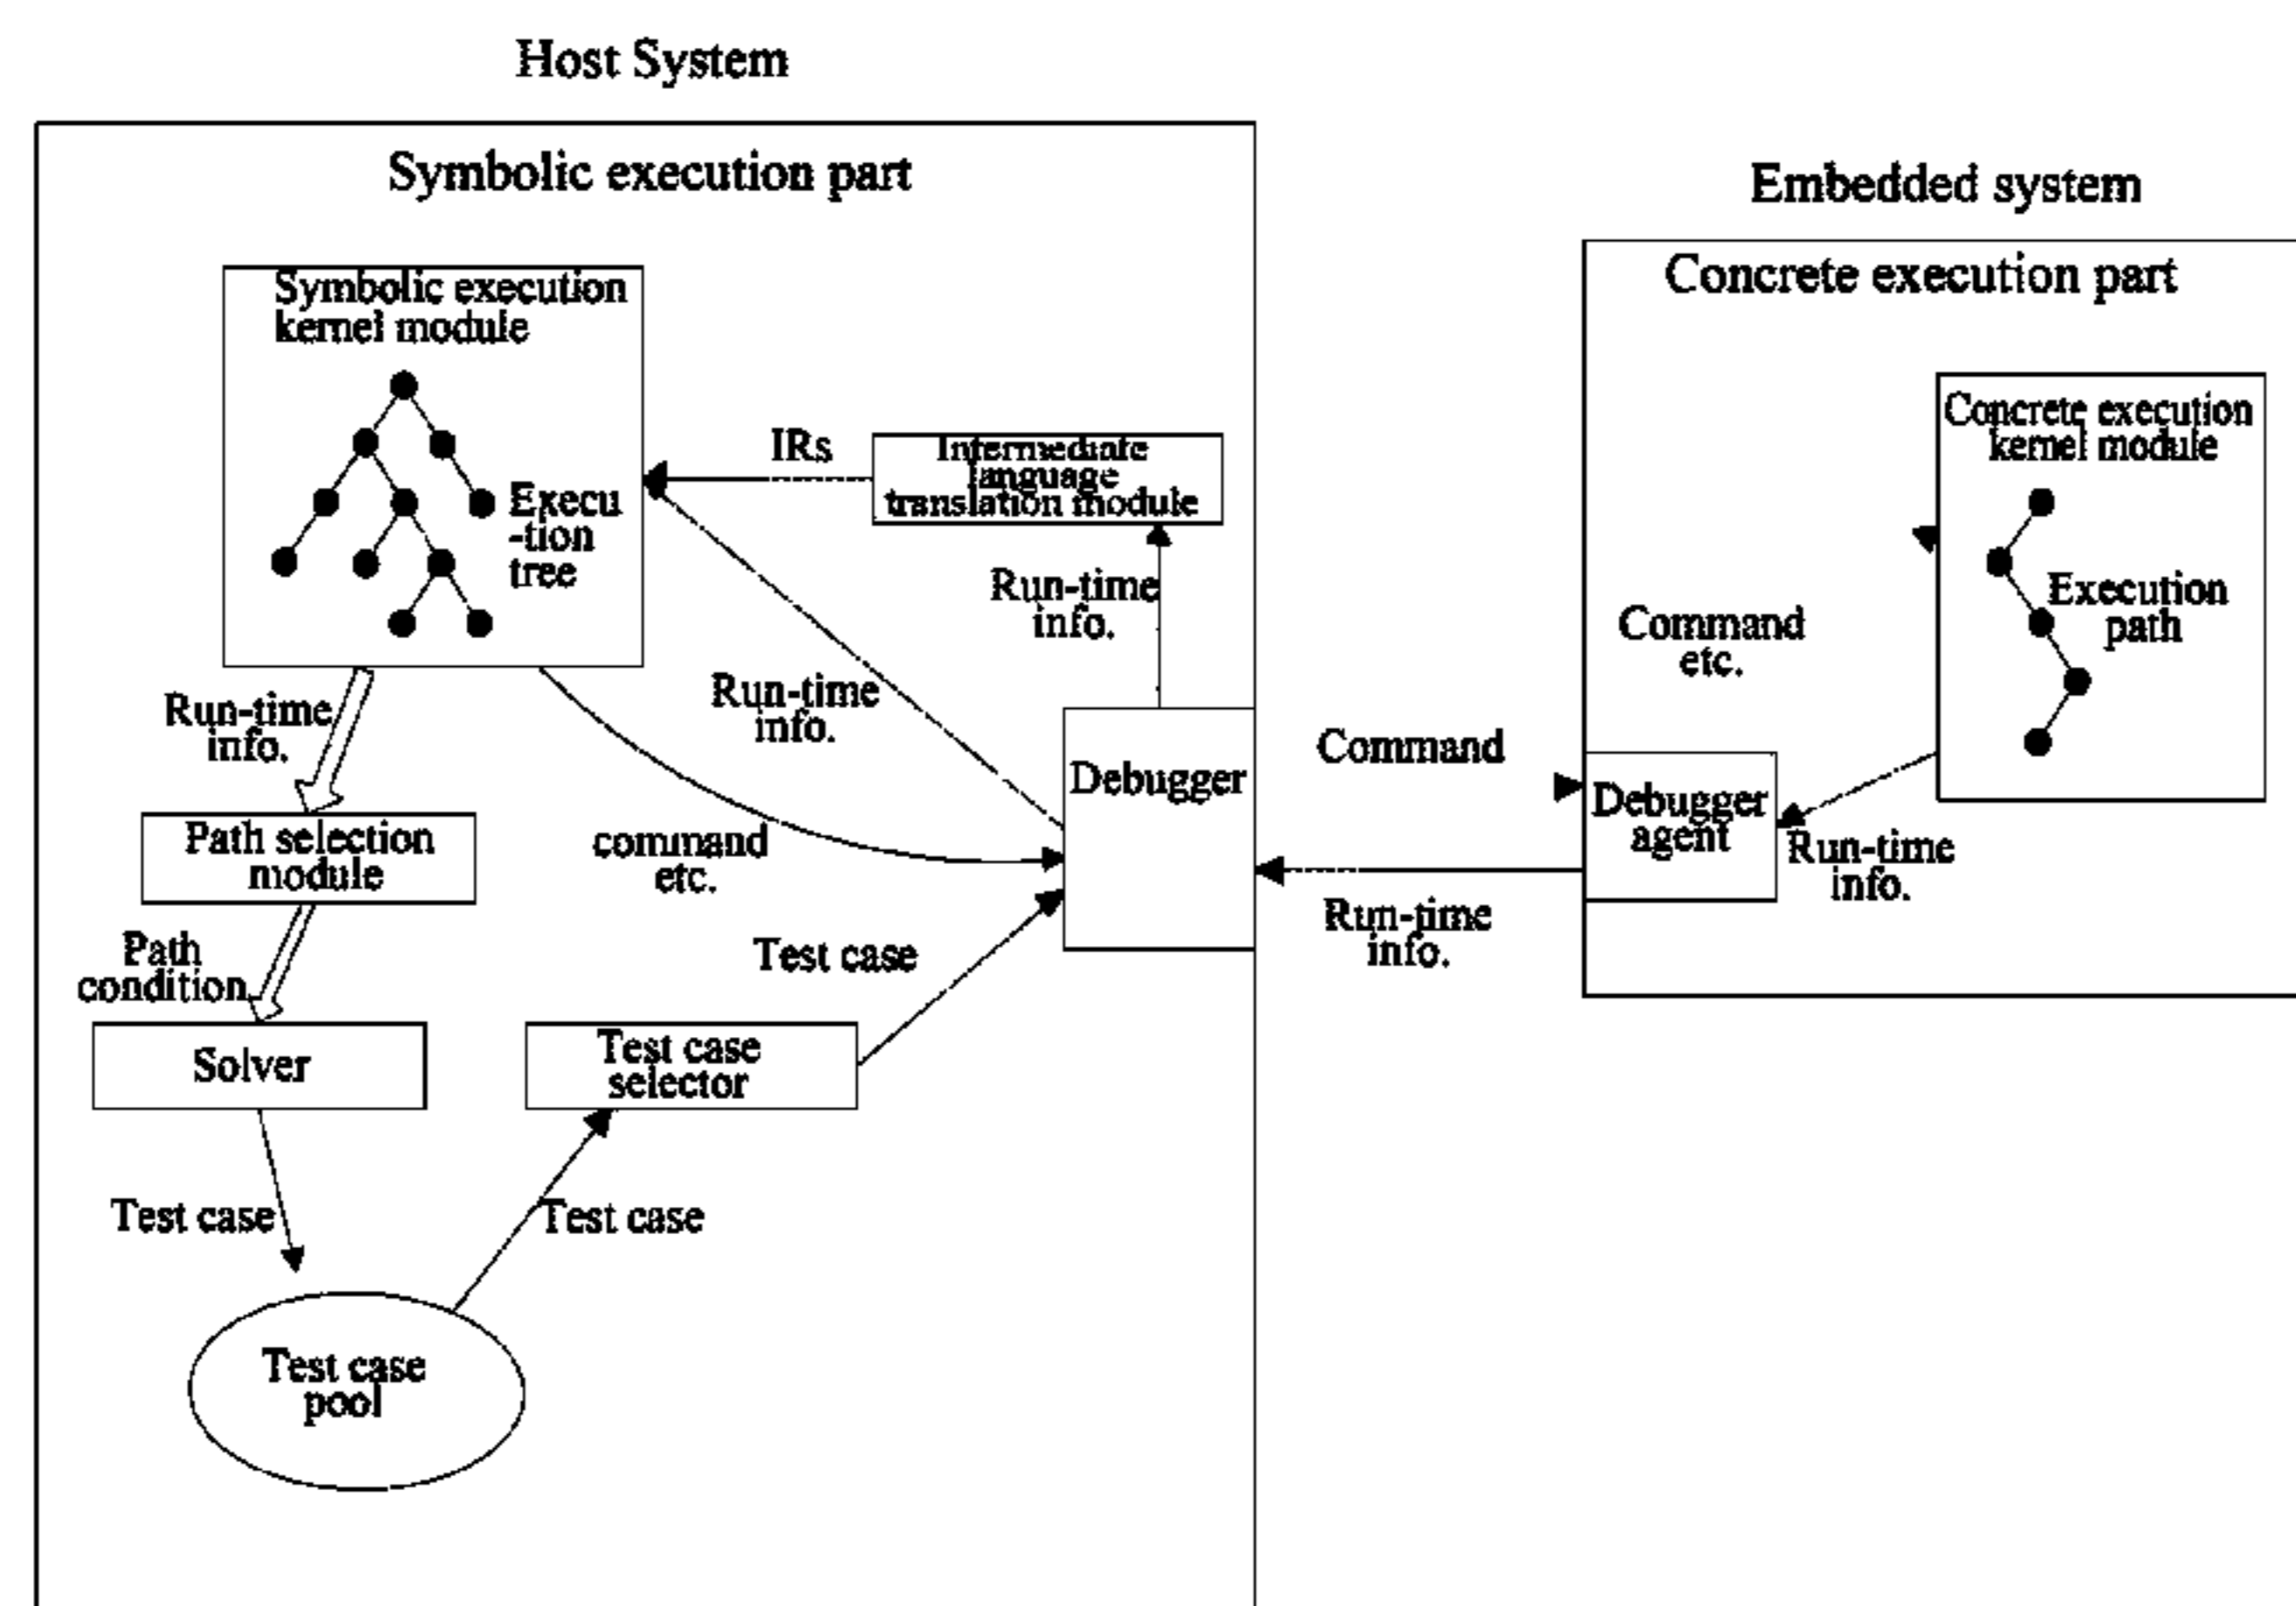 Host System
Symbolic execution part
Symbolic execution
kernel module
Execu
-tion
tree
IRs
Intermediate
language
translation module
Run-time
info.
Run-time
info.
Run-time
info.
Debugger
Path selection
module
command
etc.
Path
condition
Test case
Solver
Test case
selector
Test case
Test case
Test case
pool
Command
Run-time
info.
Embedded system
Concrete execution part
Concrete execution
kernel module
Execution
path
Command
etc.
Debugger
agent
Run-time
info.